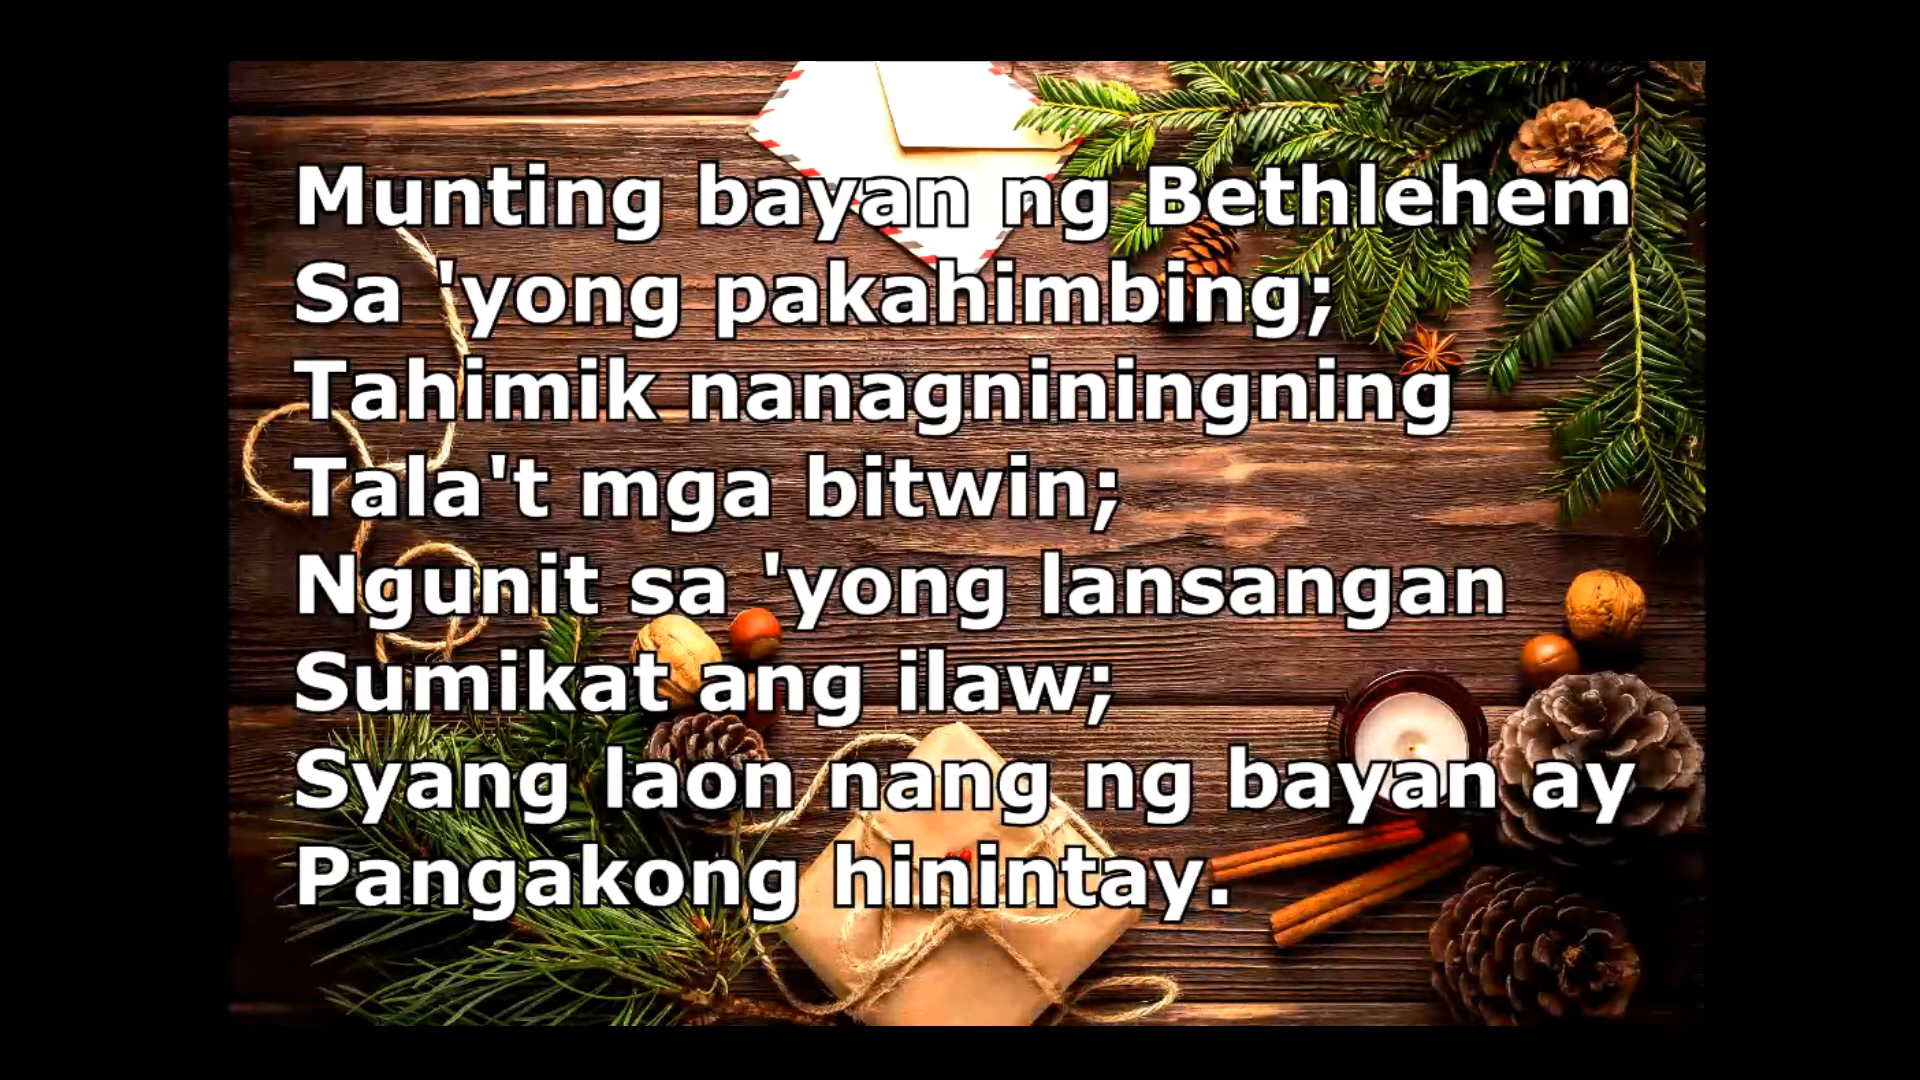 Munting bayan ng Bethlehem
Sa 'yong pakahimbing;
Tahimik nanagniningning
Tala't mga bitwin;
Ngunit sa 'yong lansangan
Sumikat ang ilaw;
Syang laon nang ng bayan ay
Pangakong hinintay.